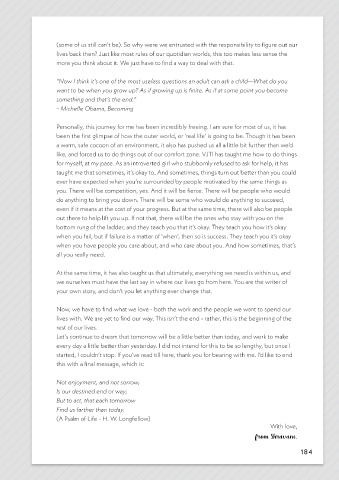 (some of us still can't be). So why were we entrusted with the responsibility to figure out our
lives back then? Just like most rules of our quotidian worlds, this too makes less sense the
more you think about it. We just have to find a way to deal with that.
"Now I think it's one of the most useless questions an adult can ask a child—What do you
want to be when you grow up? As if growing up is finite. As if at some point you become
something and that's the end."
- Michelle Obama, Becoming
Personally, this journey for me has been incredibly freeing. I am sure for most of us, it has
been the first glimpse of how the outer world, or 'real life' is going to be. Though it has been
a warm, safe cocoon of an environment, it also has pushed us all a little bit further than we'd
like, and forced us to do things out of our comfort zone. VJTI has taught me how to do things
for myself, at my pace. As an introverted girl who stubbornly refused to ask for help, it has
taught me that sometimes, it's okay to. And sometimes, things turn out better than you could
ever have expected when you're surrounded by people motivated by the same things as
you. There will be competition, yes. And it will be fierce. There will be people who would
do anything to bring you down. There will be some who would do anything to succeed,
even if it means at the cost of your progress. But at the same time, there will also be people
out there to help lift you up. If not that, there will be the ones who stay with you on the
bottom rung of the ladder, and they teach you that it's okay. They teach you how it's okay
when you fail, but if failure is a matter of 'when', then so is success. They teach you it's okay
when you have people you care about, and who care about you. And how sometimes, that's
all you really need.
At the same time, it has also taught us that ultimately, everything we need is within us, and
we ourselves must have the last say in where our lives go from here. You are the writer of
your own story, and don't you let anything ever change that.
Now, we have to find what we love - both the work and the people we want to spend our
lives with. We are yet to find our way. This isn't the end - rather, this is the beginning of the
rest of our lives.
Let's continue to dream that tomorrow will be a little better than today, and work to make
every day a little better than yesterday. I did not intend for this to be so lengthy, but once I
started, I couldn't stop. If you've read till here, thank you for bearing with me. I'd like to end
this with a final message, which is:
Not enjoyment, and not sorrow,
Is our destined end or way;
But to act, that each tomorrow
Find us farther than today.
(A Psalm of Life - H. W. Longfellow)
With love,
from
184